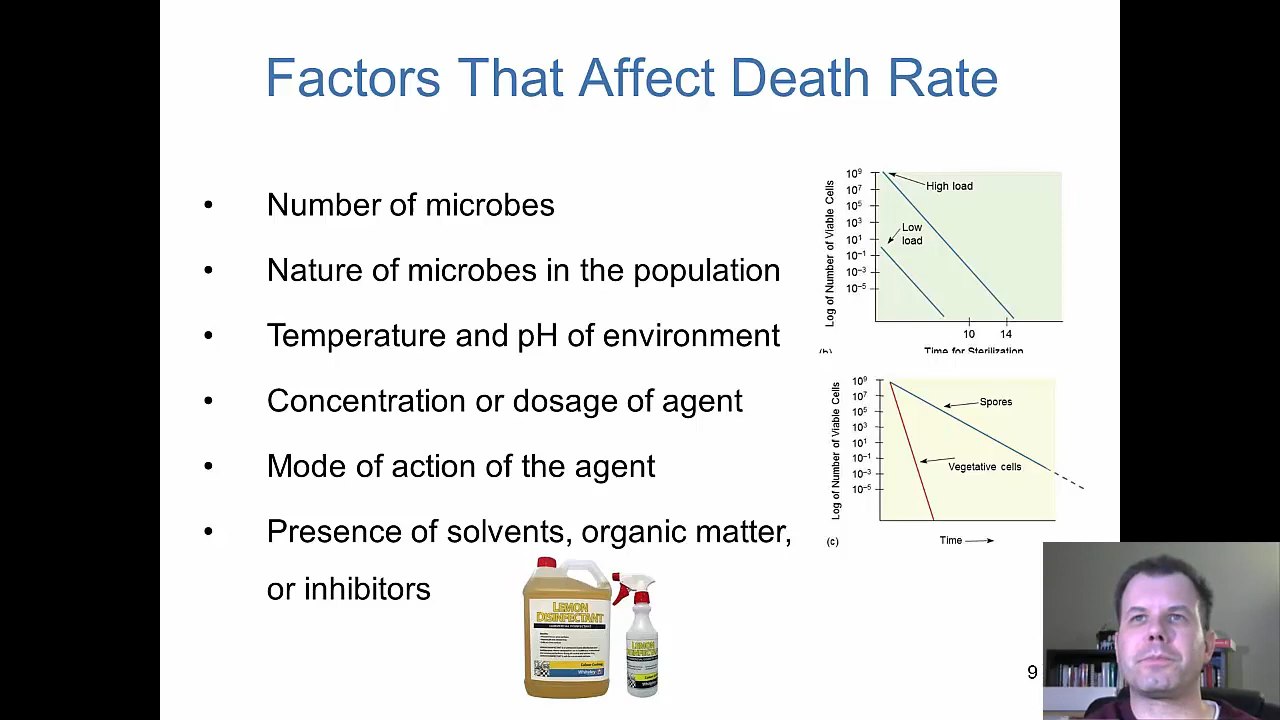 Factors That Affect Death Rate
• Number of microbes
• Nature of microbes in the population
• Temperature and pH of environment
• Concentration or dosage of agent
• Mode of action of the agent
• Presence of solvents, organic matter,
or inhibitors
Log of Number of Viable Cells
10⁹
10⁷
10⁵
10³
10¹
10⁻¹
10⁻³
10⁻⁵
High load
Low
load
10 14
(b)
Time for Sterilization
Log of Number of Viable Cells
10⁹
10⁷
10⁵
10³
10¹
10⁻¹
10⁻³
10⁻⁵
Spores
Vegetative cells
(c)
Time
LEMON
DISINFECTANT
LEMON
9